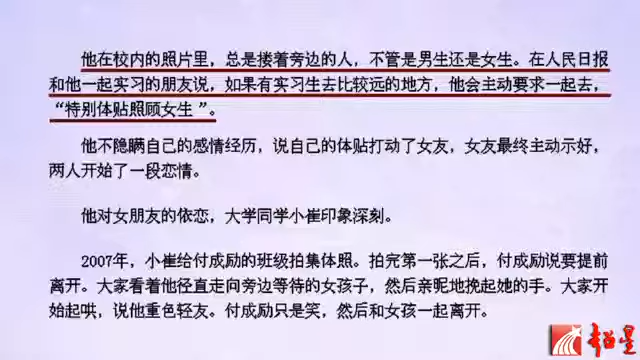 他在校内的照片里，总是搂着旁边的人，不管是男生还是女生。在人民日报
和他一起实习的朋友说，如果有实习生去比较远的地方，他会主动要求一起去，
“特别体贴照顾女生”。
他不隐瞒自己的感情经历，说自己的体贴打动了女友，女友最终主动示好，
两人开始了一段恋情。
他对女朋友的依恋，大学同学小崔印象深刻。
2007年，小崔给付成励的班级拍集体照。拍完第一张之后，付成励说要提前
离开。大家看着他径直走向旁边等待的女孩子，然后亲昵地挽起她的手。大家开
始起哄，说他重色轻友。付成励只是笑，然后和女孩一起离开。
超星